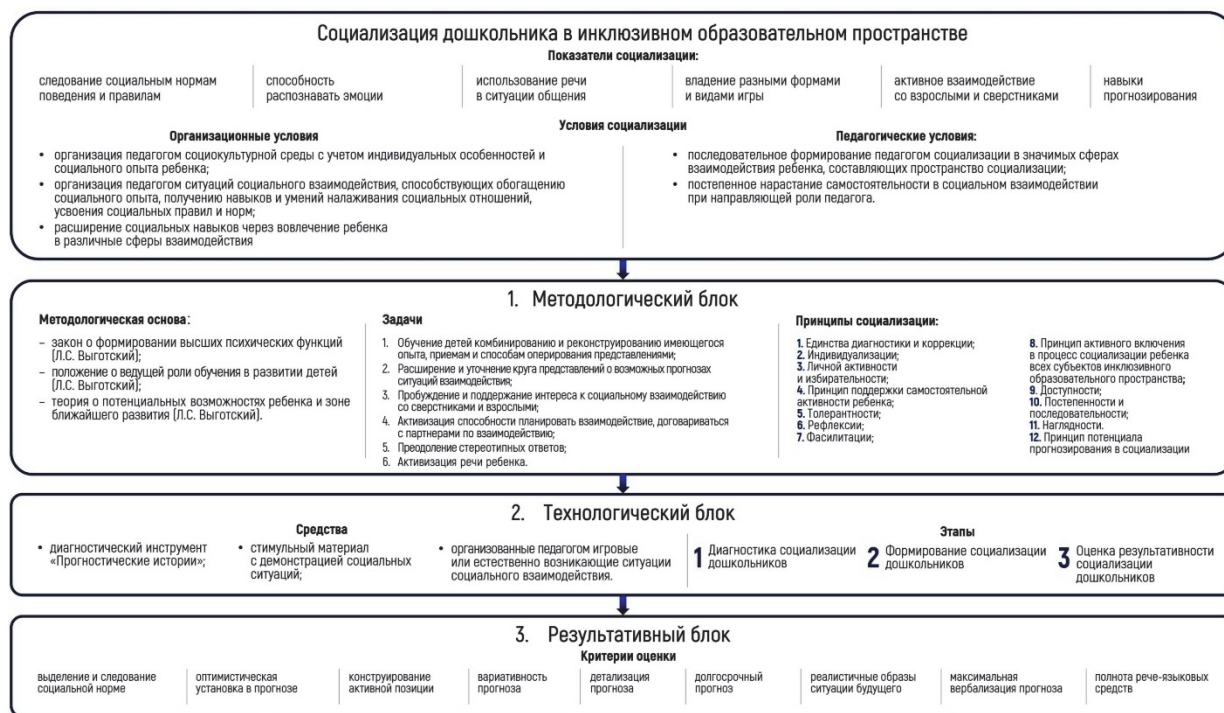 Социализация дошкольника в инклюзивном образовательном пространстве
Показатели социализации:
следование социальным нормам
поведения и правилам
способность
распознавать эмоции
использование речи
в ситуации общения
владение разными формами
и видами игры
активное взаимодействие
со взрослыми и сверстниками
навыки
прогнозирования
Условия социализации
Организационные условия
• организация педагогом социокультурной среды с учетом индивидуальных особенностей и
социального опыта ребенка;
• организация педагогом ситуаций социального взаимодействия, способствующих обогащению
социального опыта, получению навыков и умений налаживания социальных отношений,
усвоения социальных правил и норм;
• расширение социальных навыков через вовлечение ребенка
в различные сферы взаимодействия
Педагогические условия:
• последовательное формирование педагогом социализации в значимых сферах
взаимодействия ребенка, составляющих пространство социализации;
• постепенное нарастание самостоятельности в социальном взаимодействии
при направляющей роли педагога.
1. Методологический блок
Методологическая основа:
– закон о формировании высших психических функций
(Л.С. Выготский);
– положение о ведущей роли обучения в развитии детей
(Л.С. Выготский);
– теория о потенциальных возможностях ребенка и зоне
ближайшего развития (Л.С. Выготский).
Задачи
1. Обучение детей комбинированию и реконструированию имеющегося
опыта, приемам и способам оперирования представлениями;
2. Расширение и уточнение круга представлений о возможных прогнозах
ситуаций взаимодействия;
3. Пробуждение и поддержание интереса к социальному взаимодействию
со сверстниками и взрослыми;
4. Активизация способности планировать взаимодействие, договариваться
с партнерами по взаимодействию;
5. Преодоление стереотипных ответов;
6. Активизация речи ребенка.
Принципы социализации:
1. Единства диагностики и коррекции;
2. Индивидуализации;
3. Личной активности
и избирательности;
4. Принцип поддержки самостоятельной
активности ребенка;
5. Толерантности;
6. Рефлексии;
7. Фасилитации;
8. Принцип активного включения
в процесс социализации ребенка
всех субъектов инклюзивного
образовательного пространства;
9. Доступности;
10. Постепенности и
последовательности;
11. Наглядности.
12. Принцип потенциала
прогнозирования в социализации
2. Технологический блок
Средства
• диагностический инструмент
«Прогностические истории»;
• стимульный материал
с демонстрацией социальных
ситуаций;
• организованные педагогом игровые
или естественно возникающие ситуации
социального взаимодействия.
Этапы
1 Диагностика социализации
дошкольников
2 Формирование социализации
дошкольников
3 Оценка результативности
социализации
дошкольников
3. Результативный блок
Критерии оценки
выделение и следование
социальной норме
оптимистическая
установка в прогнозе
конструирование
активной позиции
вариативность
прогноза
детализация
прогноза
долгосрочный
прогноз
реалистичные образы
ситуации будущего
максимальная
вербализация прогноза
полнота рече-языковых
средств